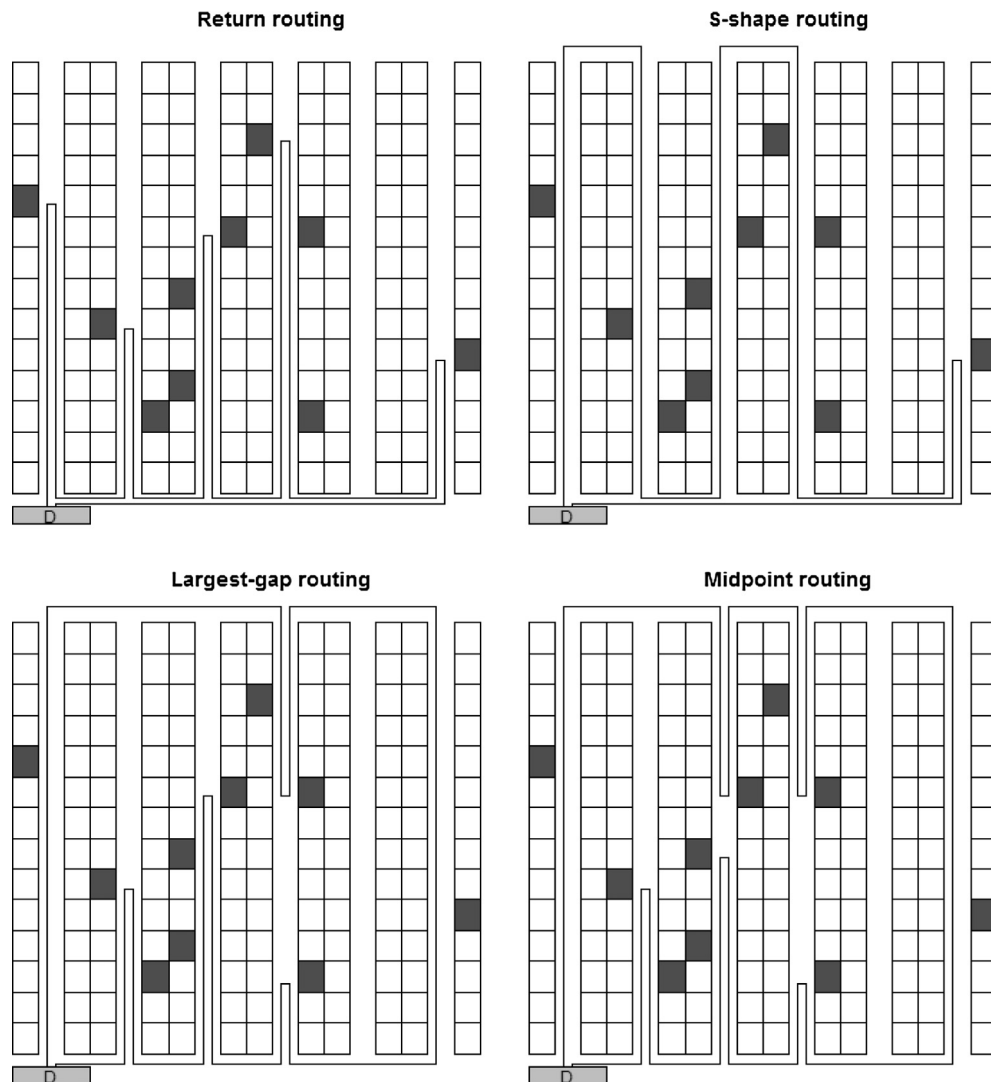 Return routing
S-shape routing
D
D
Largest-gap routing
Midpoint routing
D
D